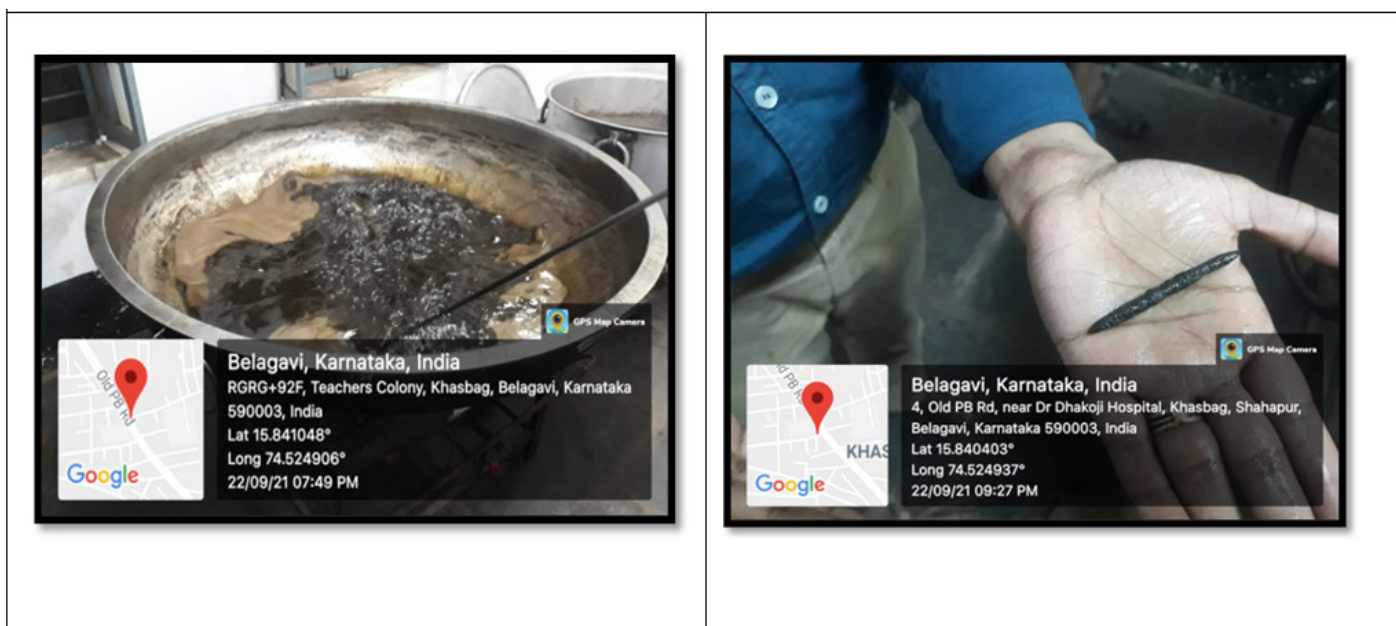 GPS Map Camera
Belagavi, Karnataka, India
RGRG+92F, Teachers Colony, Khasbag, Belagavi, Karnataka
590003, India
Lat 15.841048°
Long 74.524906°
22/09/21 07:49 PM
Old PB Rd
Google
GPS Map Camera
Belagavi, Karnataka, India
4, Old PB Rd, near Dr Dhakoji Hospital, Khasbag, Shahapur,
Belagavi, Karnataka 590003, India
Lat 15.840403°
Long 74.524937°
22/09/21 09:27 PM
d PB Rd
KHAS
Google